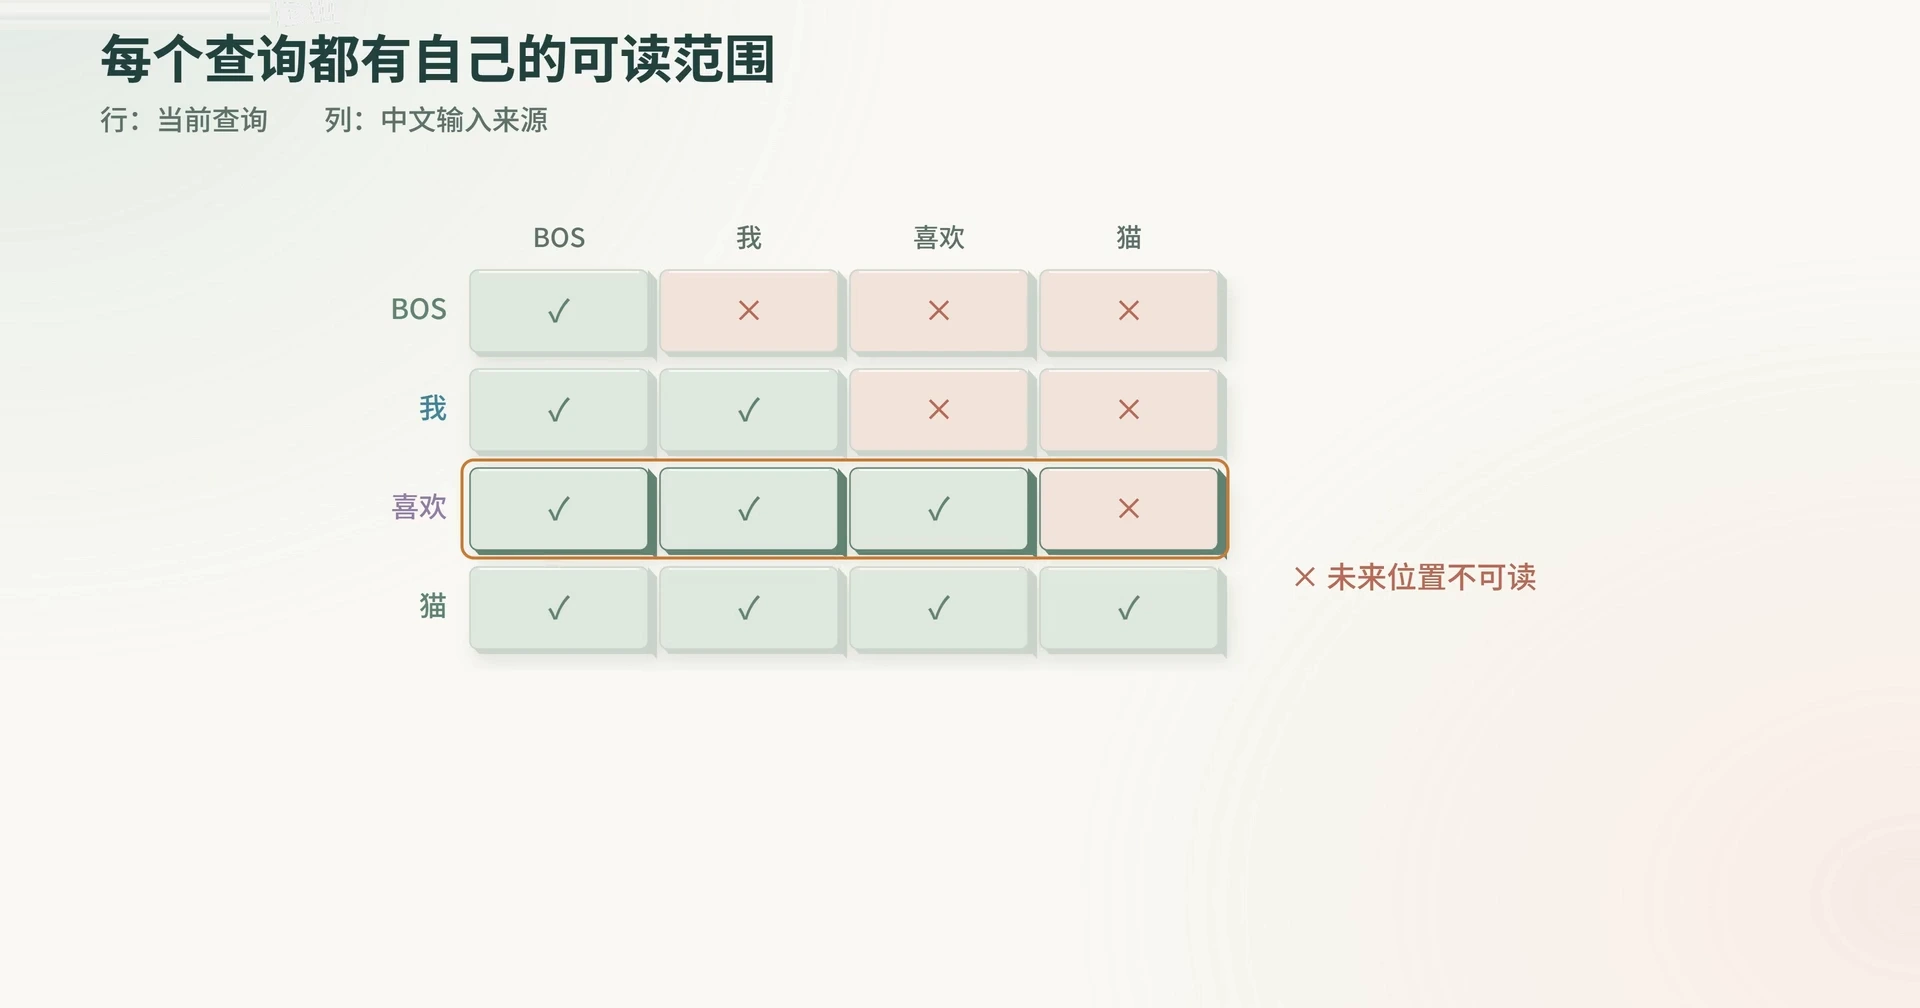 每个查询都有自己的可读范围
行：当前查询 列：中文输入来源
BOS 我 喜欢 猫
BOS ✓ × × ×
我 ✓ ✓ × ×
喜欢 ✓ ✓ ✓ ×
猫 ✓ ✓ ✓ ✓
× 未来位置不可读